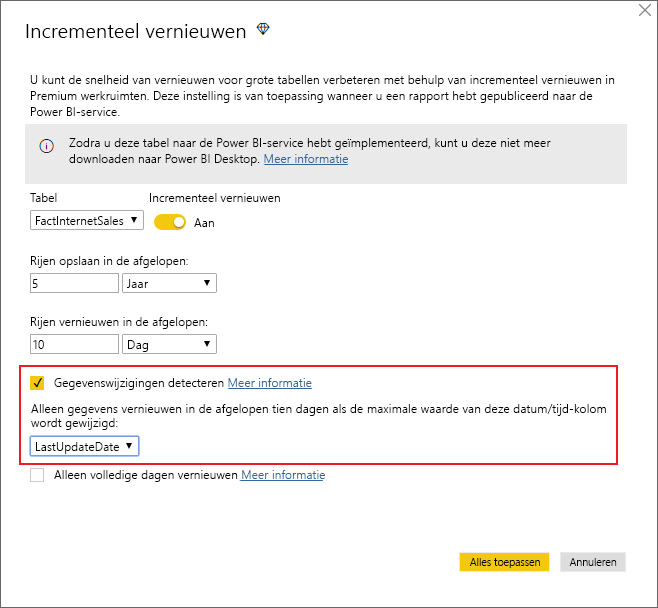 Incrementeel vernieuwen
U kunt de snelheid van vernieuwen voor grote tabellen verbeteren met behulp van incrementeel vernieuwen in
Premium werkruimten. Deze instelling is van toepassing wanneer u een rapport hebt gepubliceerd naar de
Power BI-service.
Zodra u deze tabel naar de Power BI-service hebt geïmplementeerd, kunt u deze niet meer
downloaden naar Power BI Desktop. Meer informatie
Tabel Incrementeel vernieuwen
FactInternetSales Aan
Rijen opslaan in de afgelopen:
5 Jaar
Rijen vernieuwen in de afgelopen:
10 Dag
Gegevenswijzigingen detecteren Meer informatie
Alleen gegevens vernieuwen in de afgelopen tien dagen als de maximale waarde van deze datum/tijd-kolom
wordt gewijzigd:
LastUpdateDate
Alleen volledige dagen vernieuwen Meer informatie
Alles toepassen Annuleren